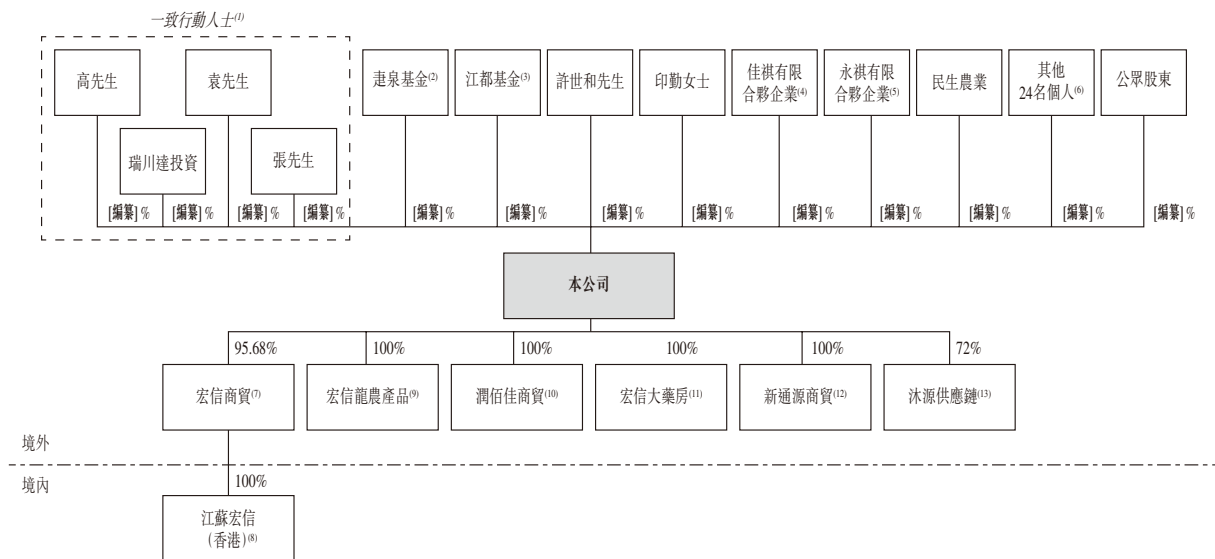 一致行動人士(1)
高先生
袁先生
疌泉基金(2)
江都基金(3)
許世和先生
印勤女士
佳祺有限
合夥企業(4)
永祺有限
合夥企業(5)
民生農業
其他
24名個人(6)
公眾股東
瑞川達投資
張先生
[編纂] %
[編纂] %
[編纂] %
[編纂] %
[編纂] %
[編纂] %
[編纂] %
[編纂] %
[編纂] %
[編纂] %
[編纂] %
[編纂] %
[編纂] %
本公司
95.68%
100%
100%
100%
100%
72%
宏信商貿(7)
宏信龍農產品(9)
潤佰佳商貿(10)
宏信大藥房(11)
新通源商貿(12)
沐源供應鏈(13)
境外
境內
100%
江蘇宏信
(香港)(8)